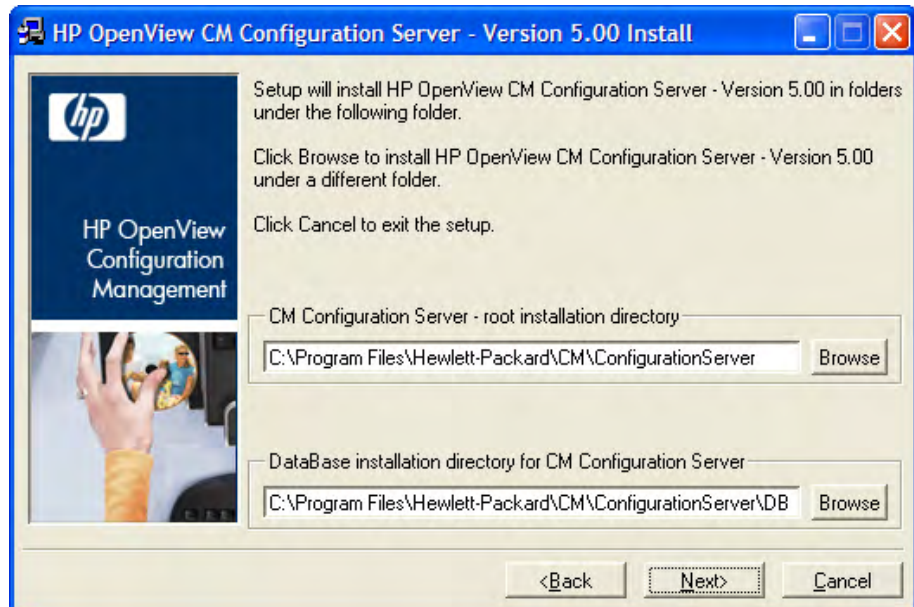 HP OpenView CM Configuration Server - Version 5.00 Install
hp
HP OpenView
Configuration
Management
Setup will install HP OpenView CM Configuration Server - Version 5.00 in folders
under the following folder.
Click Browse to install HP OpenView CM Configuration Server - Version 5.00
under a different folder.
Click Cancel to exit the setup.
CM Configuration Server - root installation directory
C:\Program Files\Hewlett-Packard\CM\ConfigurationServer
Browse
DataBase installation directory for CM Configuration Server
C:\Program Files\Hewlett-Packard\CM\ConfigurationServer\DB
Browse
<Back
Next>
Cancel